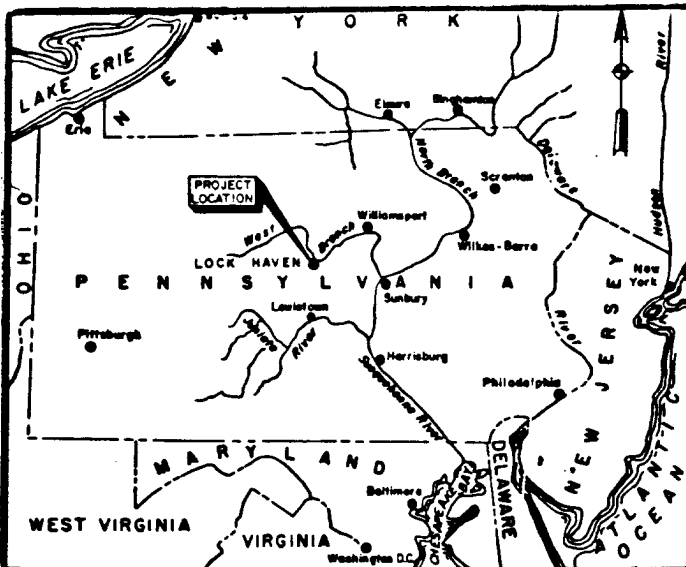 NEW YORK
LAKE ERIE
Erie
Elmira
Binghamton
River
North Branch
Delaware
Scranton
PROJECT
LOCATION
Hudson
OHIO
Williamsport
West Branch
Wilkes-Barre
LOCK HAVEN
New
York
PENNSYLVANIA
Sunbury
Lewistown
Juniata River
River
NEW JERSEY
Pittsburgh
Harrisburg
Susquehanna River
Philadelphia
MARYLAND
DELAWARE
ATLANTIC
OCEAN
Baltimore
CHESAPEAKE BAY
WEST VIRGINIA
VIRGINIA
Washington D.C.